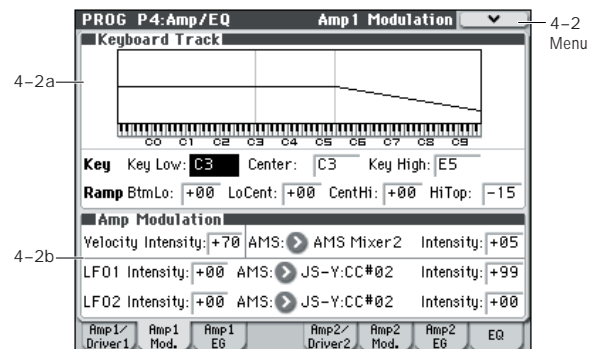 PROG P4:Amp/EQ Amp1 Modulation
4–2
Menu
Keyboard Track
4–2a
C0 C1 C2 C3 C4 C5 C6 C7 C8 C9
Key Key Low: C3 Center: C3 Key High: E5
Ramp BtmLo: +00 LoCent: +00 CentHi: +00 HiTop: -15
Amp Modulation
4–2b
Velocity Intensity: +70 AMS: AMS Mixer2 Intensity: +05
LFO1 Intensity: +00 AMS: JS-Y:CC#02 Intensity: +99
LFO2 Intensity: +00 AMS: JS-Y:CC#02 Intensity: +00
Amp1/ Driver1 Amp1 Mod. Amp1 EG Amp2/ Driver2 Amp2 Mod. Amp2 EG EQ